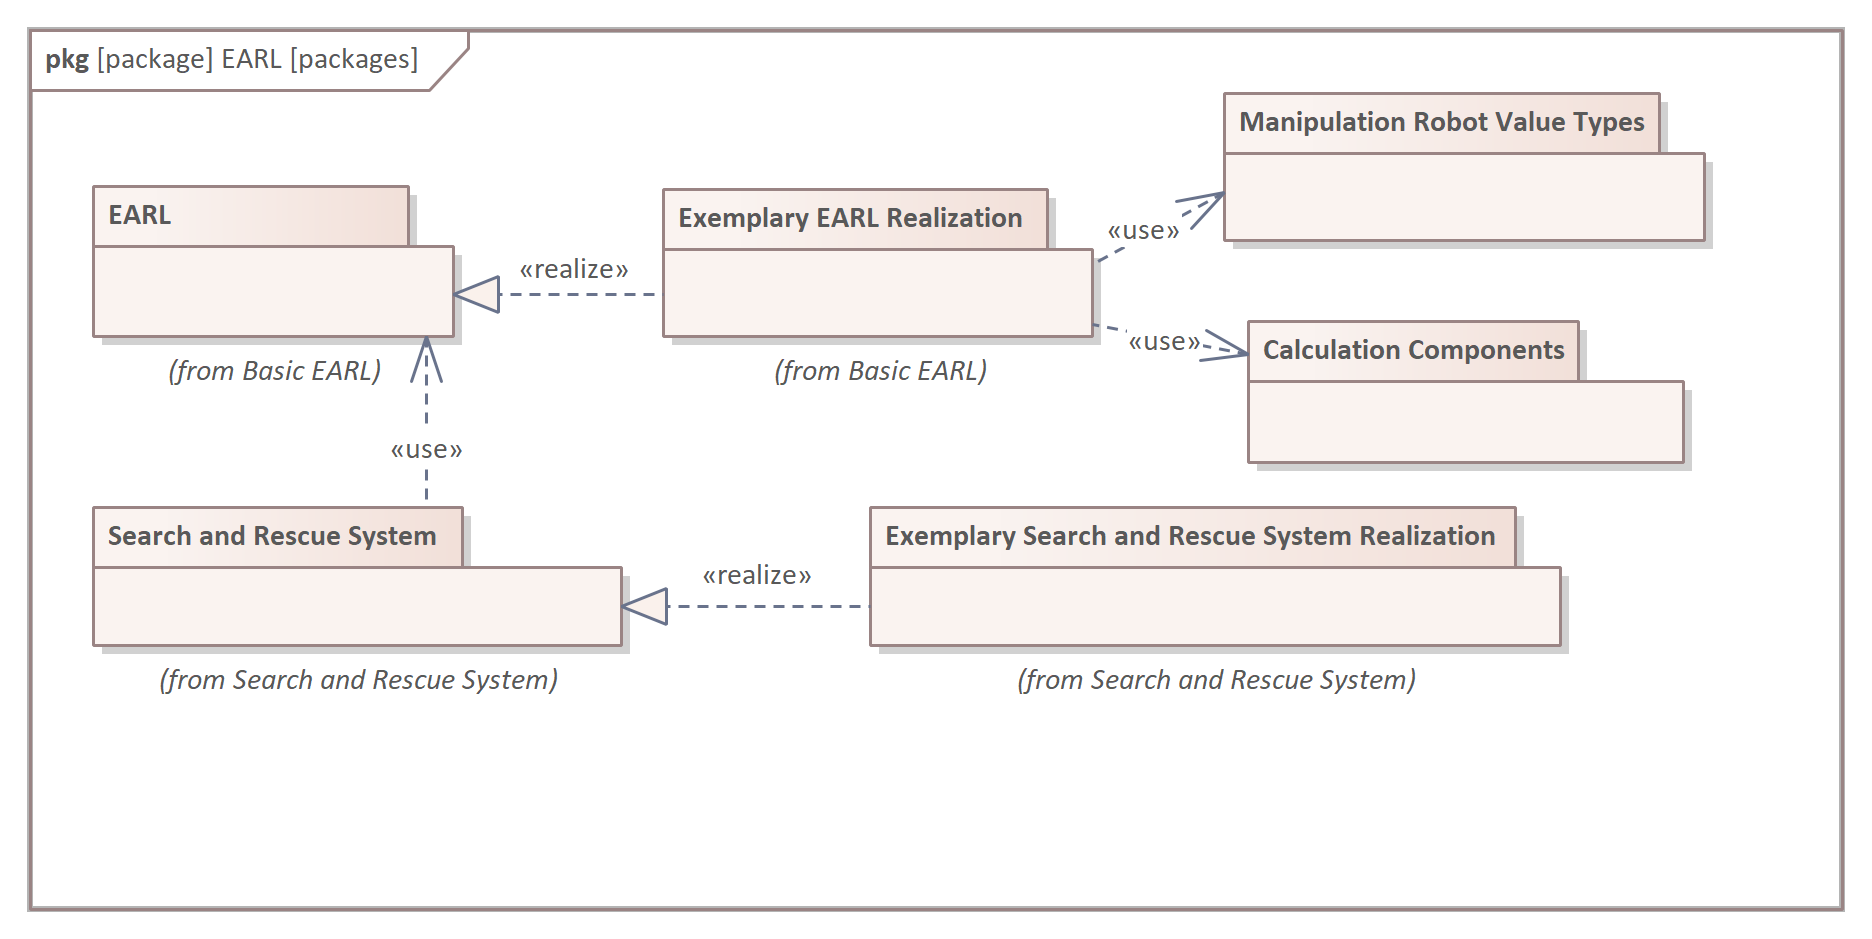 pkg [package] EARL [packages]
Manipulation Robot Value Types
EARL
Exemplary EARL Realization
«use»
«realize»
«use»
Calculation Components
(from Basic EARL)
(from Basic EARL)
«use»
Search and Rescue System
Exemplary Search and Rescue System Realization
«realize»
(from Search and Rescue System)
(from Search and Rescue System)